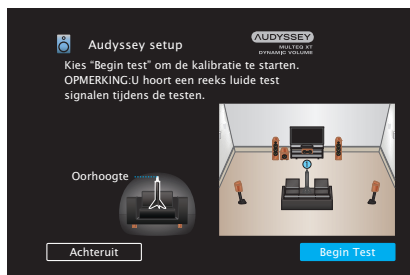 Audyssey setup
AUDYSSEY
MULTEQ XT
DYNAMIC VOLUME
Kies “Begin test” om de kalibratie te starten.
OPMERKING:U hoort een reeks luide test
signalen tijdens de testen.
Oorhoogte
1
Achteruit
Begin Test